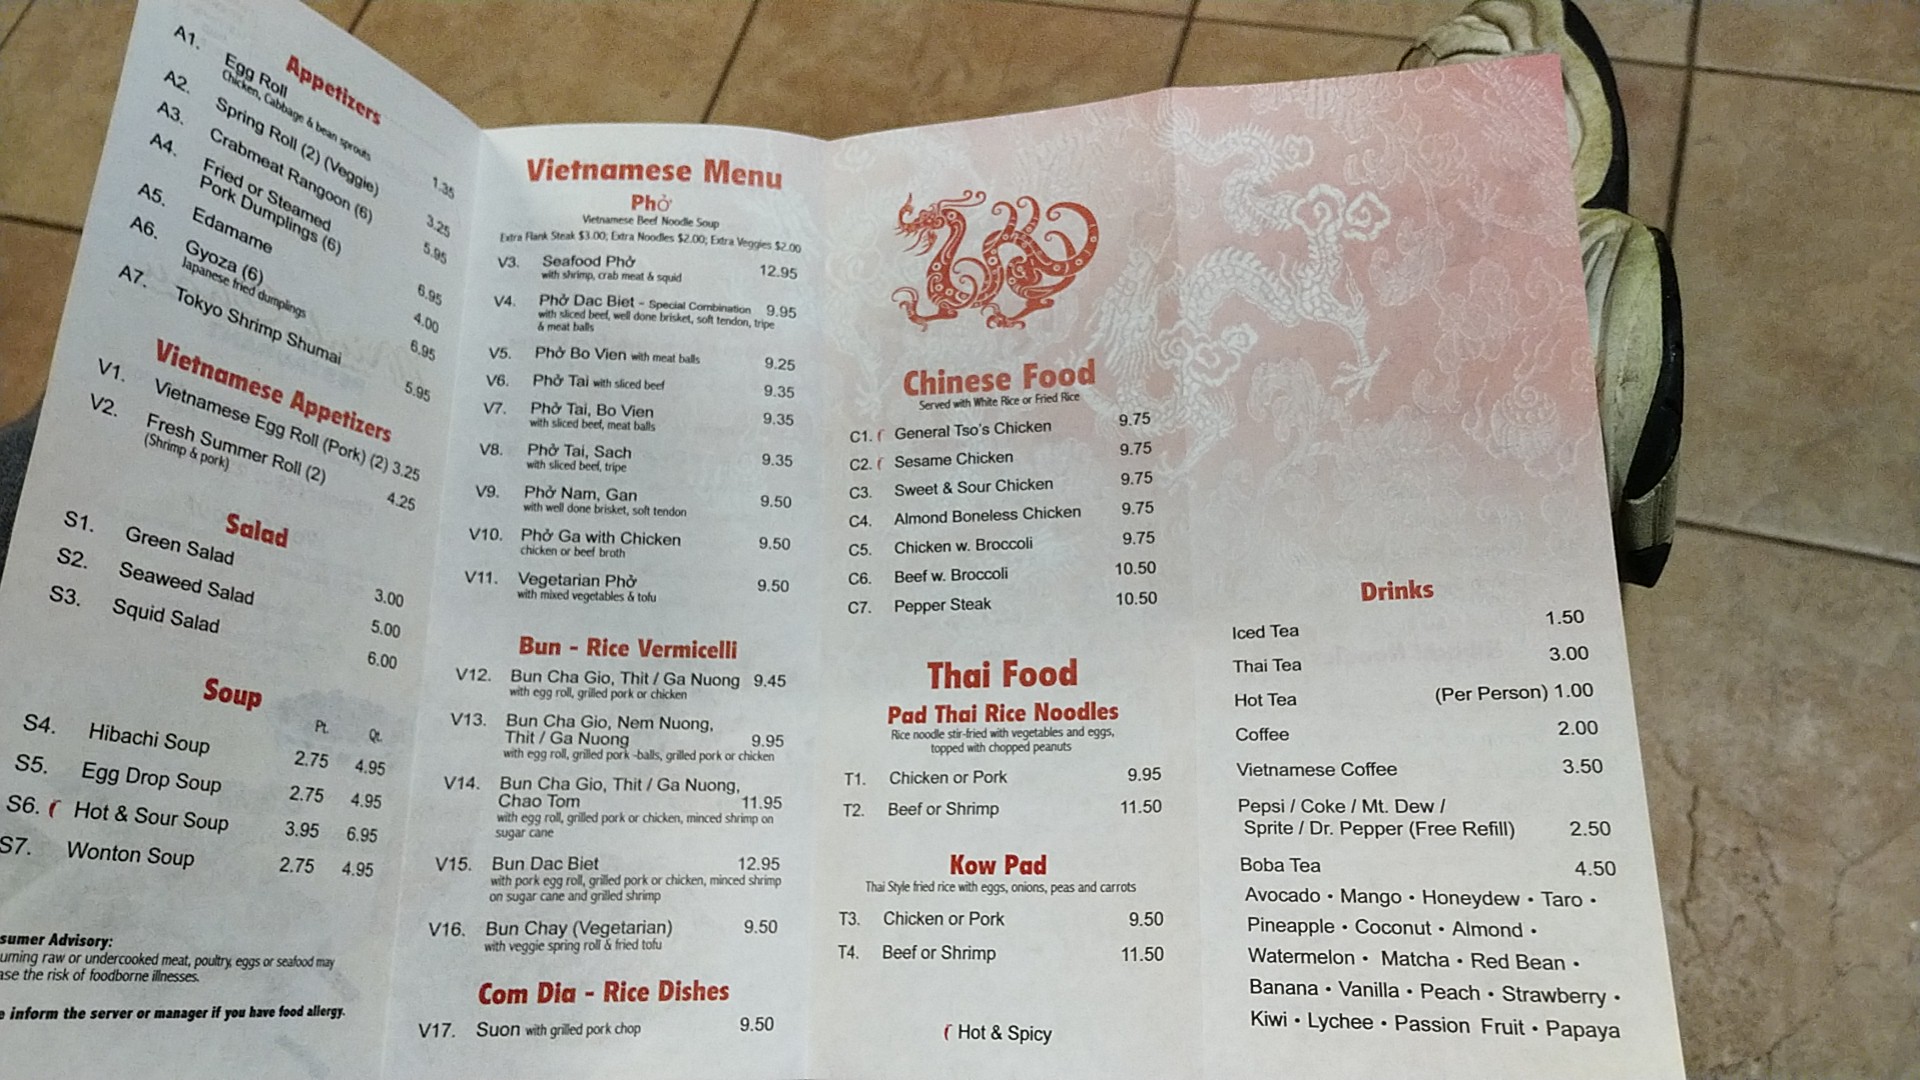 Appetizers
A1. Egg Roll 1.35
Chicken, Cabbage & bean sprouts
A2. Spring Roll (2) (Veggie) 3.25
A3. Crabmeat Rangoon (6) 5.95
A4. Fried or Steamed
Pork Dumplings (6) 6.95
A5. Edamame 4.00
A6. Gyoza (6) 6.95
Japanese fried dumplings
A7. Tokyo Shrimp Shumai 5.95
Vietnamese Appetizers
V1. Vietnamese Egg Roll (Pork) (2) 3.25
V2. Fresh Summer Roll (2) 4.25
(Shrimp & pork)
Salad
S1. Green Salad 3.00
S2. Seaweed Salad 5.00
S3. Squid Salad 6.00
Soup
Pt. Qt.
S4. Hibachi Soup 2.75 4.95
S5. Egg Drop Soup 2.75 4.95
S6. Hot & Sour Soup 3.95 6.95
S7. Wonton Soup 2.75 4.95
sumer Advisory:
uming raw or undercooked meat, poultry, eggs or seafood may
ase the risk of foodborne illnesses.
e inform the server or manager if you have food allergy.
Vietnamese Menu
Phở
Vietnamese Beef Noodle Soup
Extra Flank Steak $3.00; Extra Noodles $2.00; Extra Veggies $2.00
V3. Seafood Phở 12.95
with shrimp, crab meat & squid
V4. Phở Dac Biet - Special Combination 9.95
with sliced beef, well done brisket, soft tendon, tripe
& meat balls
V5. Phở Bo Vien with meat balls 9.25
V6. Phở Tai with sliced beef 9.35
V7. Phở Tai, Bo Vien 9.35
with sliced beef, meat balls
V8. Phở Tai, Sach 9.35
with sliced beef, tripe
V9. Phở Nam, Gan 9.50
with well done brisket, soft tendon
V10. Phở Ga with Chicken 9.50
chicken or beef broth
V11. Vegetarian Phở 9.50
with mixed vegetables & tofu
Bun - Rice Vermicelli
V12. Bun Cha Gio, Thit / Ga Nuong 9.45
with egg roll, grilled pork or chicken
V13. Bun Cha Gio, Nem Nuong,
Thit / Ga Nuong 9.95
with egg roll, grilled pork -balls, grilled pork or chicken
V14. Bun Cha Gio, Thit / Ga Nuong,
Chao Tom 11.95
with egg roll, grilled pork or chicken, minced shrimp on
sugar cane
V15. Bun Dac Biet 12.95
with pork egg roll, grilled pork or chicken, minced shrimp
on sugar cane and grilled shrimp
V16. Bun Chay (Vegetarian) 9.50
with veggie spring roll & fried tofu
Com Dia - Rice Dishes
V17. Suon with grilled pork chop 9.50
Chinese Food
Served with White Rice or Fried Rice
C1. General Tso's Chicken 9.75
C2. Sesame Chicken 9.75
C3. Sweet & Sour Chicken 9.75
C4. Almond Boneless Chicken 9.75
C5. Chicken w. Broccoli 9.75
C6. Beef w. Broccoli 10.50
C7. Pepper Steak 10.50
Thai Food
Pad Thai Rice Noodles
Rice noodle stir-fried with vegetables and eggs,
topped with chopped peanuts
T1. Chicken or Pork 9.95
T2. Beef or Shrimp 11.50
Kow Pad
Thai Style fried rice with eggs, onions, peas and carrots
T3. Chicken or Pork 9.50
T4. Beef or Shrimp 11.50
Hot & Spicy
Drinks
Iced Tea 1.50
Thai Tea 3.00
Hot Tea (Per Person) 1.00
Coffee 2.00
Vietnamese Coffee 3.50
Pepsi / Coke / Mt. Dew /
Sprite / Dr. Pepper (Free Refill) 2.50
Boba Tea 4.50
Avocado • Mango • Honeydew • Taro •
Pineapple • Coconut • Almond •
Watermelon • Matcha • Red Bean •
Banana • Vanilla • Peach • Strawberry •
Kiwi • Lychee • Passion Fruit • Papaya